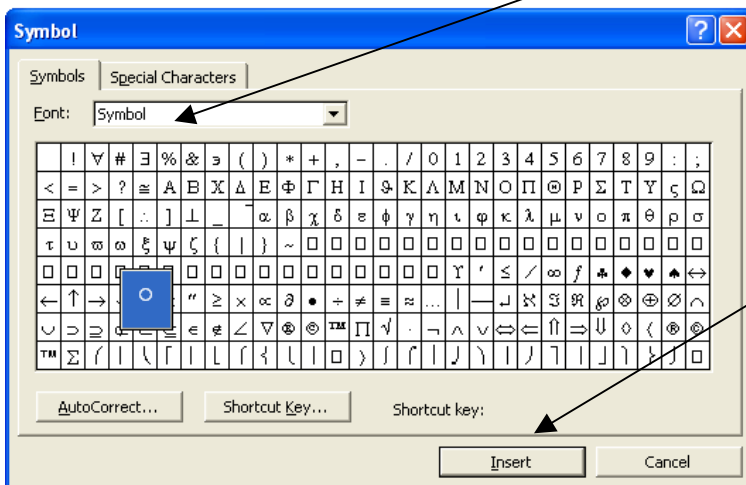 Symbol
Symbols Special Characters
Font: Symbol
! ∀ # ∃ % & ϶ ( ) * + , − . / 0 1 2 3 4 5 6 7 8 9 : ;
< = > ? ≅ Α Β Χ Δ Ε Φ Γ Η Ι ϑ Κ Λ Μ Ν Ο Π Θ Ρ Σ Τ Υ ς Ω
Ξ Ψ Ζ [ ∴ ] ⊥ _ ‾ α β χ δ ε ϕ γ η ι φ κ λ μ ν ο π θ ρ σ
τ υ ϖ ω ξ ψ ζ { | } ~
ϒ ′ ≤ ⁄ ∞ ƒ ♣ ♦ ♥ ♠ ↔
← ↑ → ° ″ ≥ × ∝ ∂ • ÷ ≠ ≡ ≈ … | — ↵ ℵ ℑ ℜ ℘ ⊗ ⊕ ∅ ∩
∪ ⊃ ⊇ ⊆ ∈ ∉ ∠ ∇ ® © ™ ∏ √ ⋅ ¬ ∧ ∨ ⇔ ⇐ ⇑ ⇒ ⇓ ◊ 〈 ® ©
™ ∑
AutoCorrect... Shortcut Key... Shortcut key:
Insert Cancel